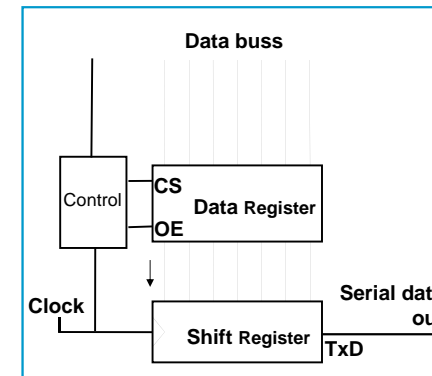 Data buss
CS
Control
Data Register
OE
Clock
Serial dat
ou
Shift Register
TxD